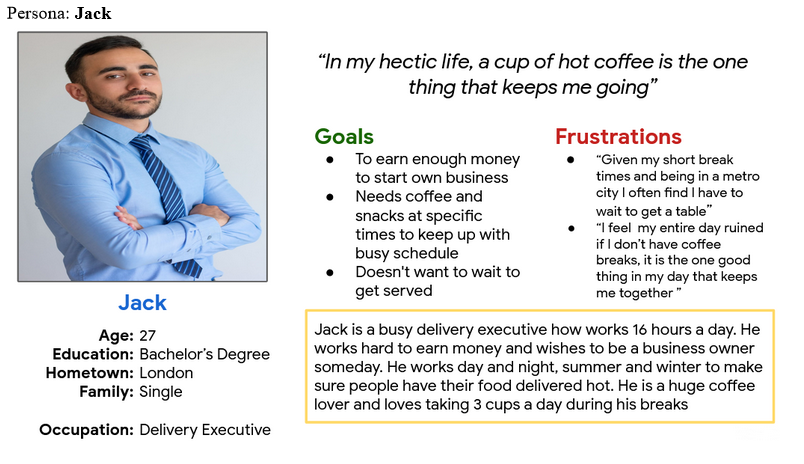 Persona: Jack
“In my hectic life, a cup of hot coffee is the one
thing that keeps me going”
Goals
● To earn enough money
to start own business
● Needs coffee and
snacks at specific
times to keep up with
busy schedule
● Doesn't want to wait to
get served
Frustrations
● “Given my short break
times and being in a metro
city I often find I have to
wait to get a table”
● “I feel my entire day ruined
if I don’t have coffee
breaks, it is the one good
thing in my day that keeps
me together ”
Jack
Age: 27
Education: Bachelor’s Degree
Hometown: London
Family: Single
Occupation: Delivery Executive
Jack is a busy delivery executive how works 16 hours a day. He
works hard to earn money and wishes to be a business owner
someday. He works day and night, summer and winter to make
sure people have their food delivered hot. He is a huge coffee
lover and loves taking 3 cups a day during his breaks